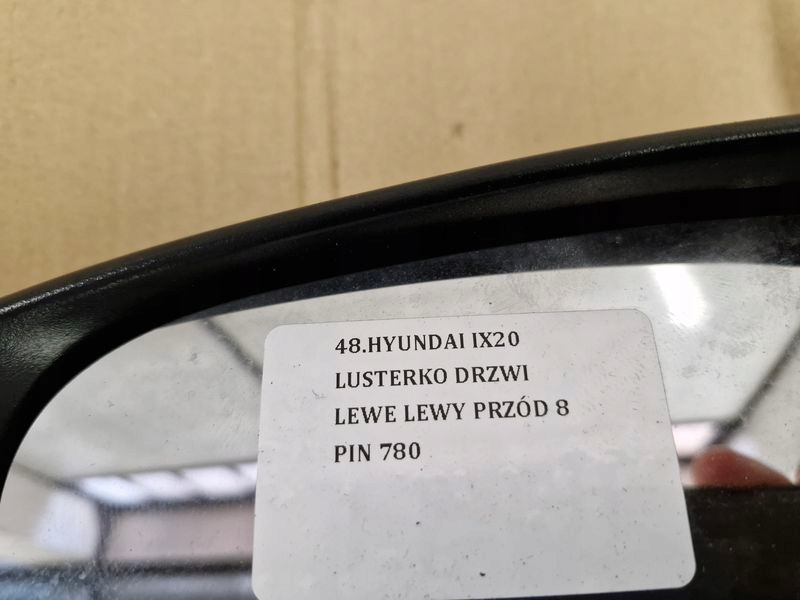 48.HYUNDAI IX20
LUSTERKO DRZWI
LEWE LEWY PRZÓD 8
PIN 780